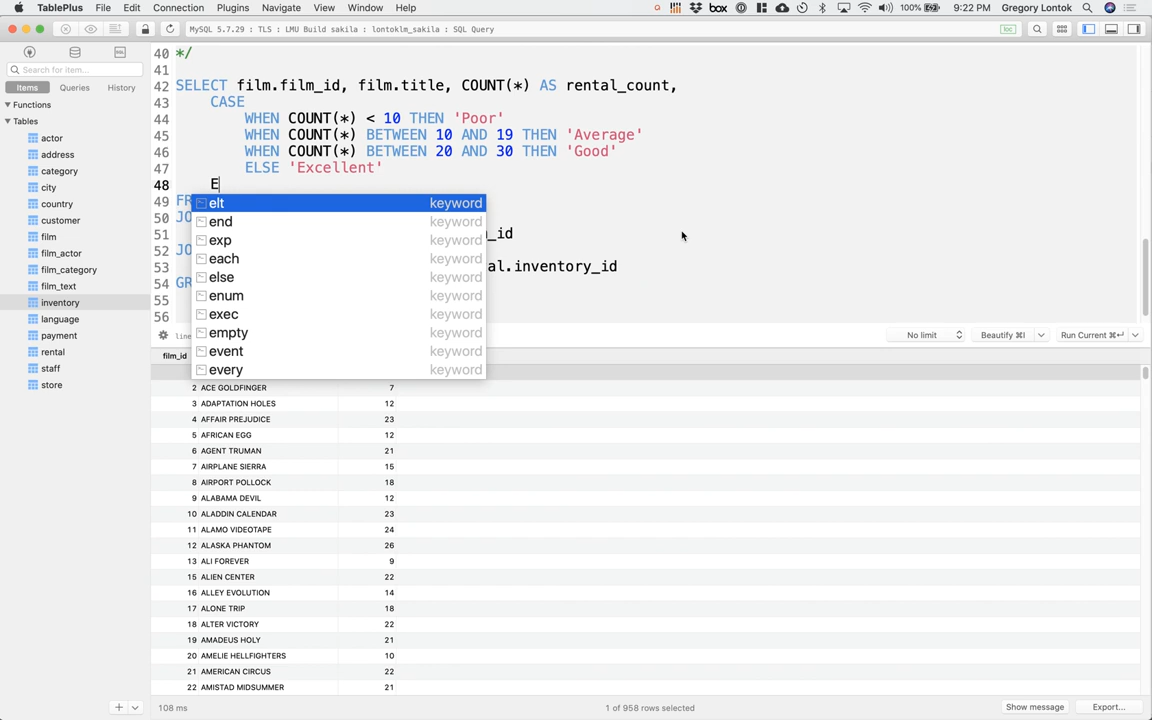 TablePlus File Edit Connection Plugins Navigate View Window Help box 100% 9:22 PM Gregory Lontok
MySQL 5.7.29 : TLS : LMU Build sakila : lontoklm_sakila : SQL Query loc
Search for item...
Items Queries History
Functions
Tables
actor
address
category
city
country
customer
film
film_actor
film_category
film_text
inventory
language
payment
rental
staff
store
40 */
41
42 SELECT film.film_id, film.title, COUNT(*) AS rental_count,
43 CASE
44 WHEN COUNT(*) < 10 THEN 'Poor'
45 WHEN COUNT(*) BETWEEN 10 AND 19 THEN 'Average'
46 WHEN COUNT(*) BETWEEN 20 AND 30 THEN 'Good'
47 ELSE 'Excellent'
48 E
49 FR
50 JO
51 _id
52 JO
53 al.inventory_id
54 GR
55
56
elt keyword
end keyword
exp keyword
each keyword
else keyword
enum keyword
exec keyword
empty keyword
event keyword
every keyword
line No limit Beautify ⌘I Run Current ⌘↵
film_id
2 ACE GOLDFINGER 7
3 ADAPTATION HOLES 12
4 AFFAIR PREJUDICE 23
5 AFRICAN EGG 12
6 AGENT TRUMAN 21
7 AIRPLANE SIERRA 15
8 AIRPORT POLLOCK 18
9 ALABAMA DEVIL 12
10 ALADDIN CALENDAR 23
11 ALAMO VIDEOTAPE 24
12 ALASKA PHANTOM 26
13 ALI FOREVER 9
15 ALIEN CENTER 22
16 ALLEY EVOLUTION 14
17 ALONE TRIP 18
18 ALTER VICTORY 22
19 AMADEUS HOLY 21
20 AMELIE HELLFIGHTERS 10
21 AMERICAN CIRCUS 22
22 AMISTAD MIDSUMMER 21
108 ms 1 of 958 rows selected Show message Export...